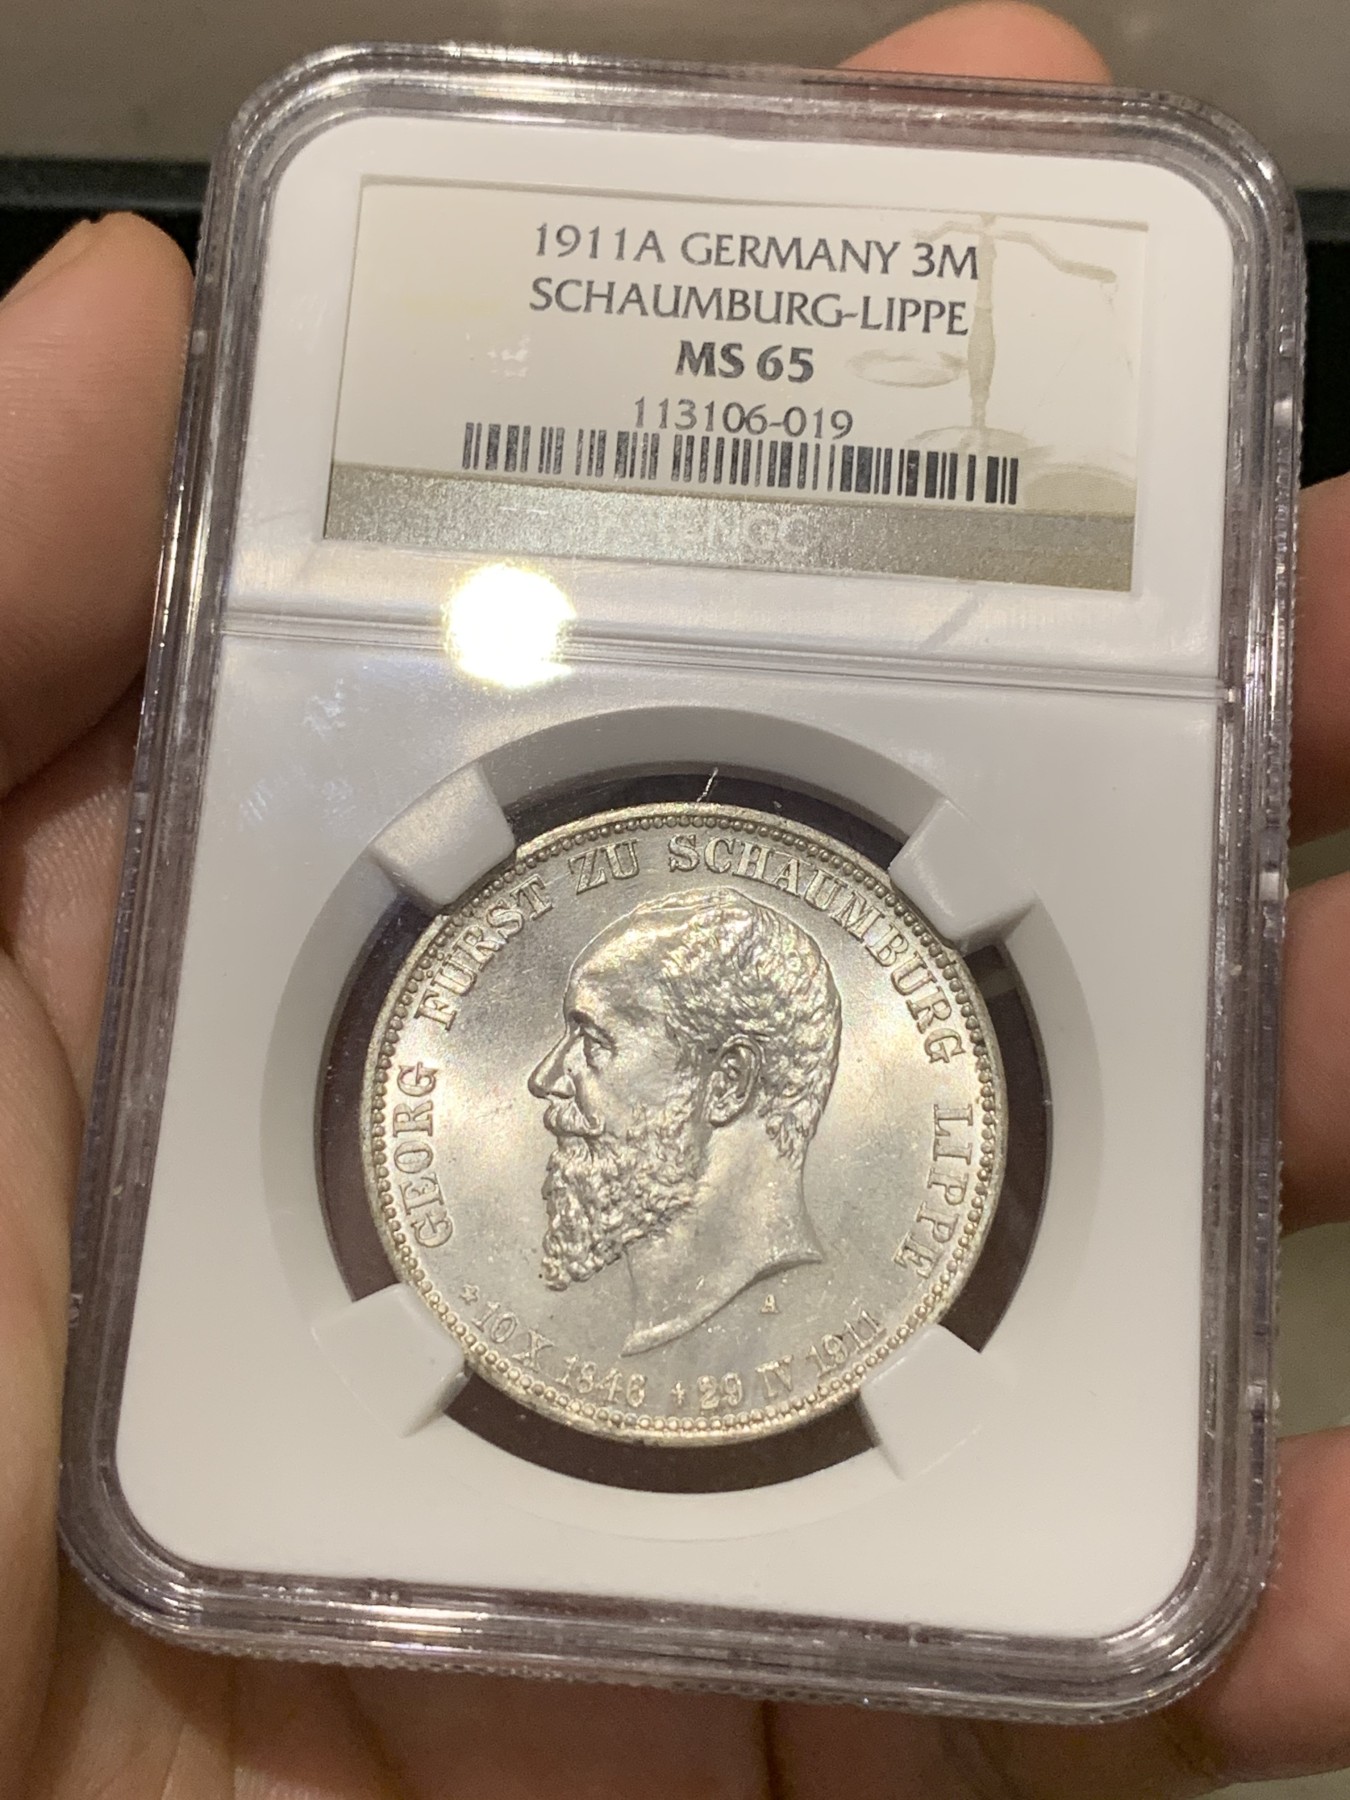 1911A GERMANY 3M
SCHAUMBURG-LIPPE
MS 65
113106-019
NGC
GEORG FÜRST ZU SCHAUMBURG LIPPE
A
* 10 X 1846 * 29 IV 1911